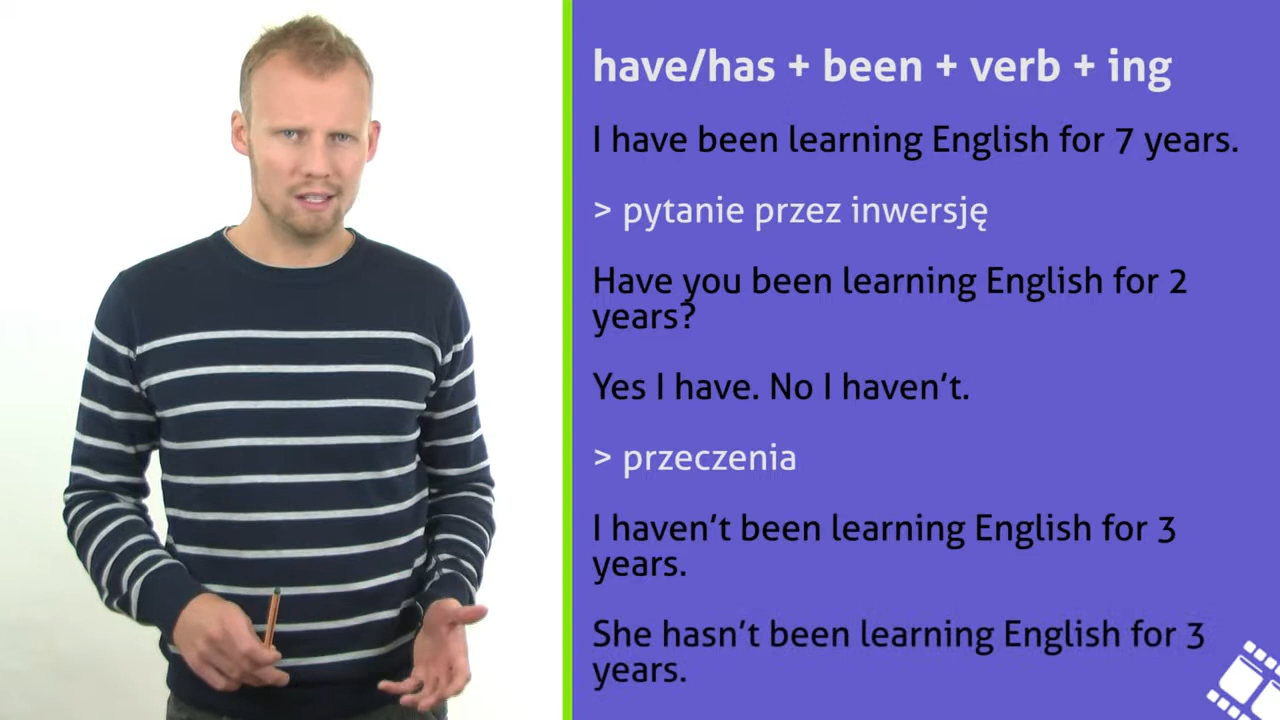 have/has + been + verb + ing
I have been learning English for 7 years.
> pytanie przez inwersję
Have you been learning English for 2
years?
Yes I have. No I haven’t.
> przeczenia
I haven’t been learning English for 3
years.
She hasn’t been learning English for 3
years.